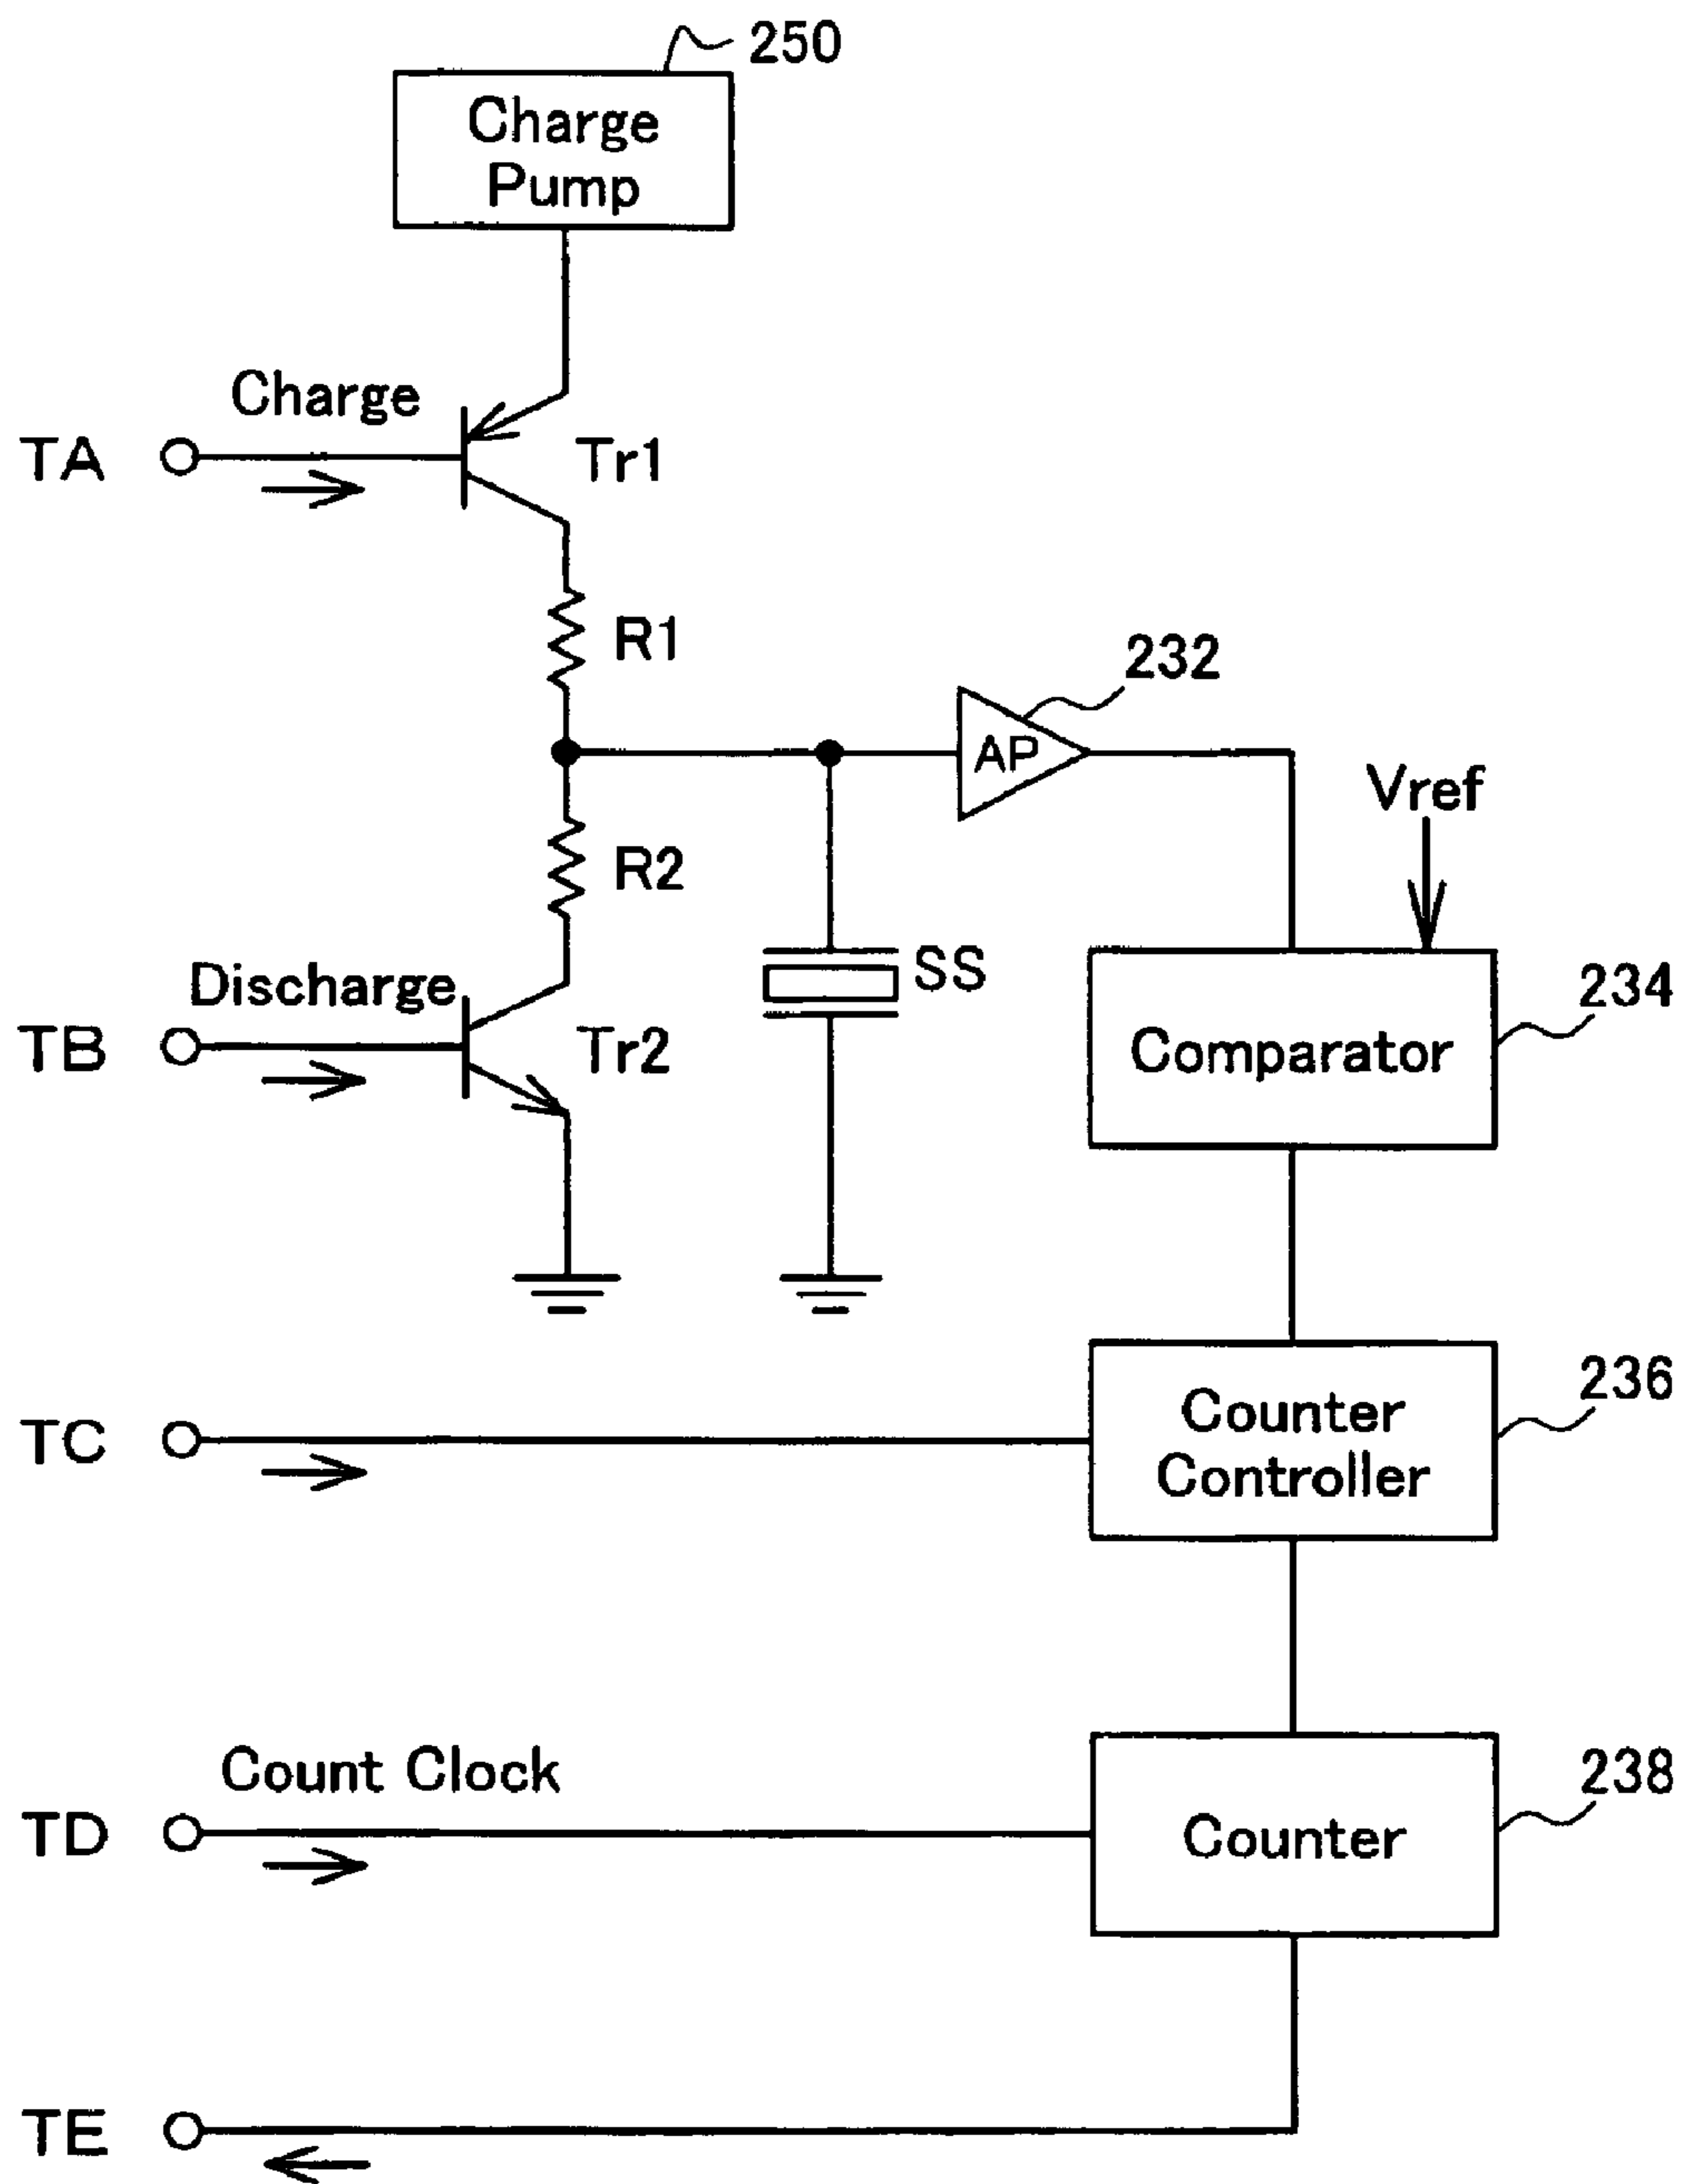 250
Charge
Pump
Charge
TA
Tr1
R1
232
AP
Vref
R2
SS
Discharge
234
TB
Tr2
Comparator
236
Counter
Controller
TC
Count Clock
238
TD
Counter
TE